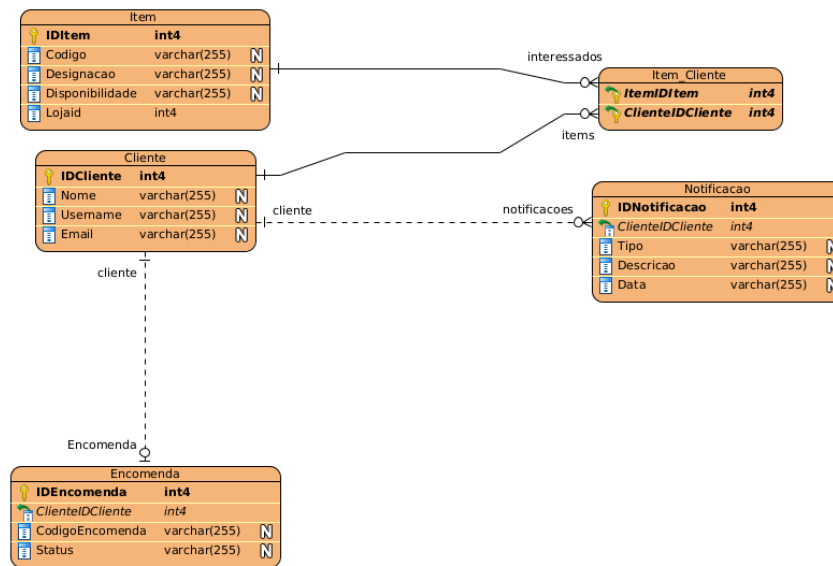 Item
IDItem int4
Codigo varchar(255) N
Designacao varchar(255) N
Disponibilidade varchar(255) N
Lojaid int4
interessados
Item_Cliente
ItemIDItem int4
ClienteIDCliente int4
items
Cliente
IDCliente int4
Nome varchar(255) N
Username varchar(255) N
Email varchar(255) N
cliente
notificacoes
Notificacao
IDNotificacao int4
ClienteIDCliente int4
Tipo varchar(255) N
Descricao varchar(255) N
Data varchar(255) N
cliente
Encomenda
Encomenda
IDEncomenda int4
ClienteIDCliente int4
CodigoEncomenda varchar(255) N
Status varchar(255) N